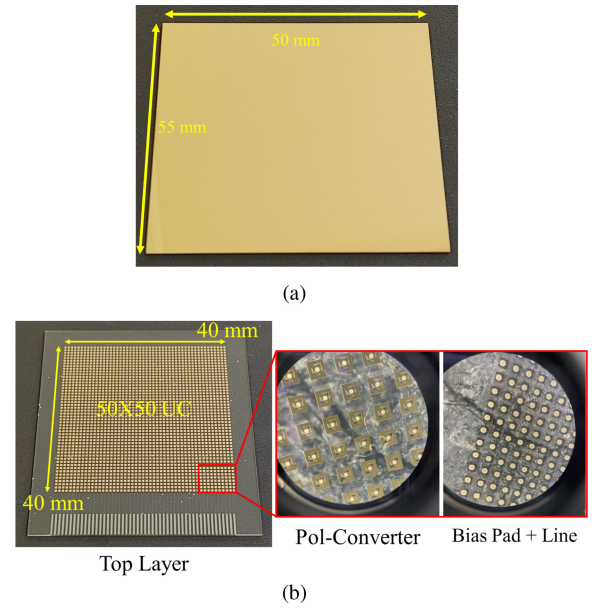 50 mm
55 mm
(a)
40 mm
50X50 UC
40 mm
Top Layer
Pol-Converter
Bias Pad + Line
(b)